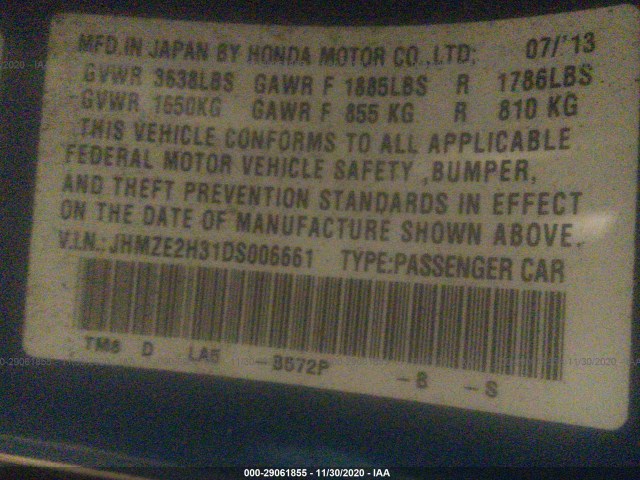 MFD.IN JAPAN BY HONDA MOTOR CO.,LTD; 07/'13
GVWR 3638LBS GAWR F 1885LBS R 1786LBS
GVWR 1650KG GAWR F 855 KG R 810 KG
THIS VEHICLE CONFORMS TO ALL APPLICABLE
FEDERAL MOTOR VEHICLE SAFETY ,BUMPER,
AND THEFT PREVENTION STANDARDS IN EFFECT
ON THE DATE OF MANUFACTURE SHOWN ABOVE.
V.I.N.: JHMZE2H31DS006661 TYPE:PASSENGER CAR
TM8 D LA5 -B572P -B -S
000-29061855 - 11/30/2020 - IAA